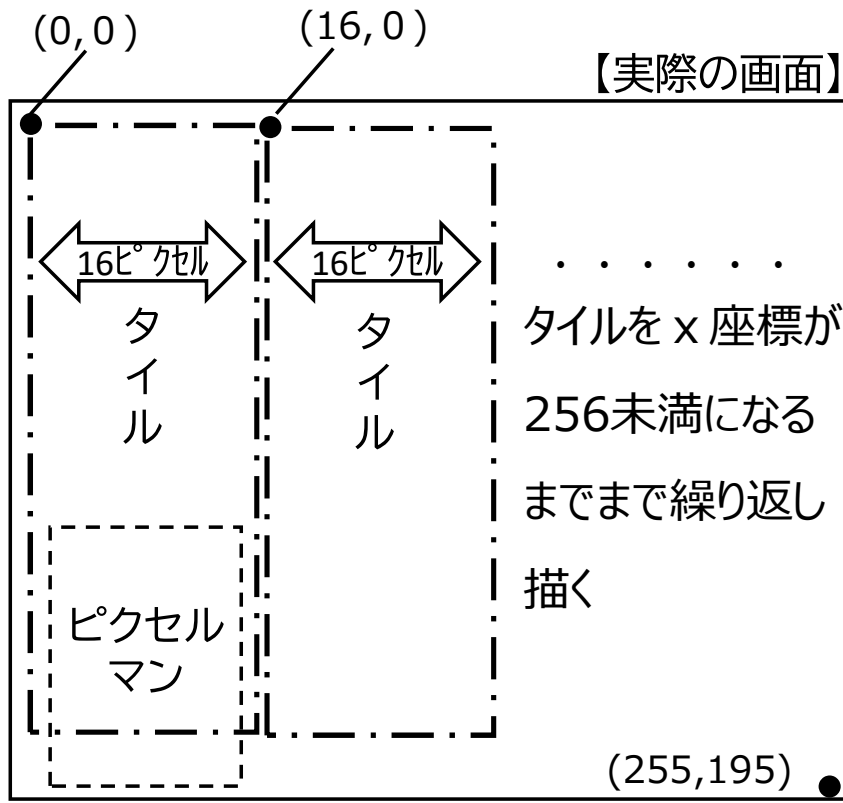 (0,0)
(16,0)
【実際の画面】
16ピクセル
16ピクセル
タイル
タイル
・・・・・・
タイルをx座標が
256未満になる
までまで繰り返し
描く
ピクセル
マン
(255,195)